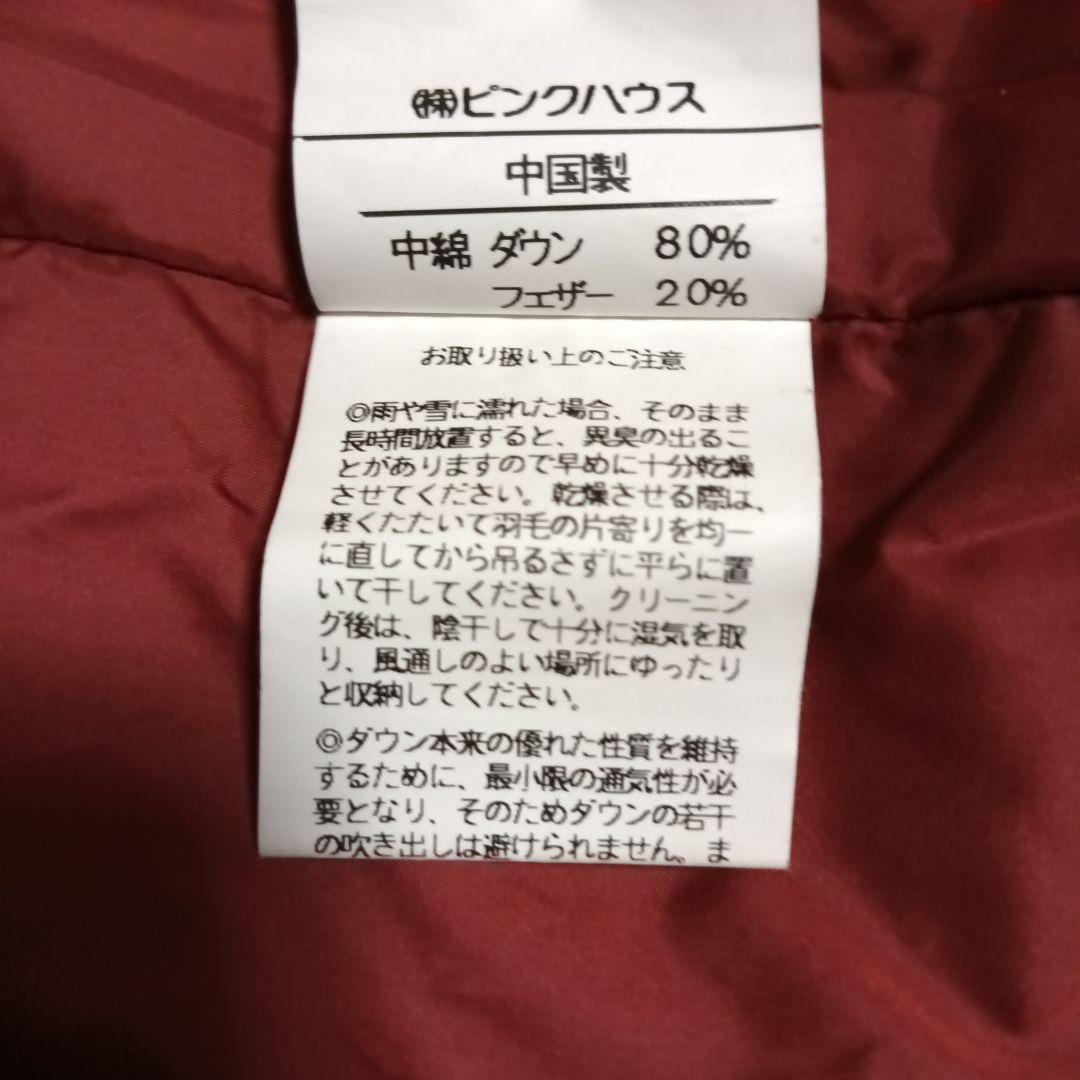 ㈱ピンクハウス
中国製
中綿 ダウン 80%
フェザー 20%
お取り扱い上のご注意
◎雨や雪に濡れた場合、そのまま
長時間放置すると、異臭の出るこ
とがありますので早めに十分乾燥
させてください。乾燥させる際は、
軽くたたいて羽毛の片寄りを均一
に直してから吊るさずに平らに置
いて干してください。クリーニン
グ後は、陰干しで十分に湿気を取
り、風通しのよい場所にゆったり
と収納してください。
◎ダウン本来の優れた性質を維持
するために、最小限の通気性が必
要となり、そのためダウンの若干
の吹き出しは避けられません。ま